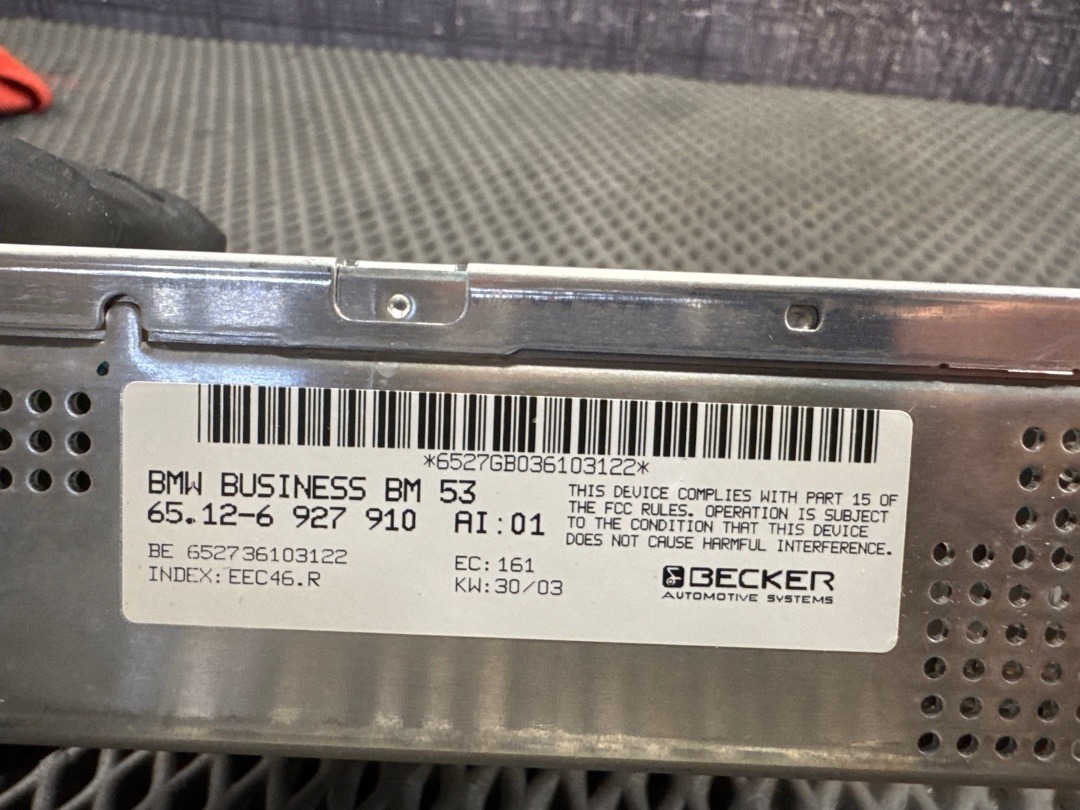 *6527GB036103122*
BMW BUSINESS BM 53
65.12-6 927 910 AI:01
BE 652736103122
INDEX:EEC46.R
EC:161
KW:30/03
THIS DEVICE COMPLIES WITH PART 15 OF
THE FCC RULES. OPERATION IS SUBJECT
TO THE CONDITION THAT THIS DEVICE
DOES NOT CAUSE HARMFUL INTERFERENCE.
BECKER
AUTOMOTIVE SYSTEMS